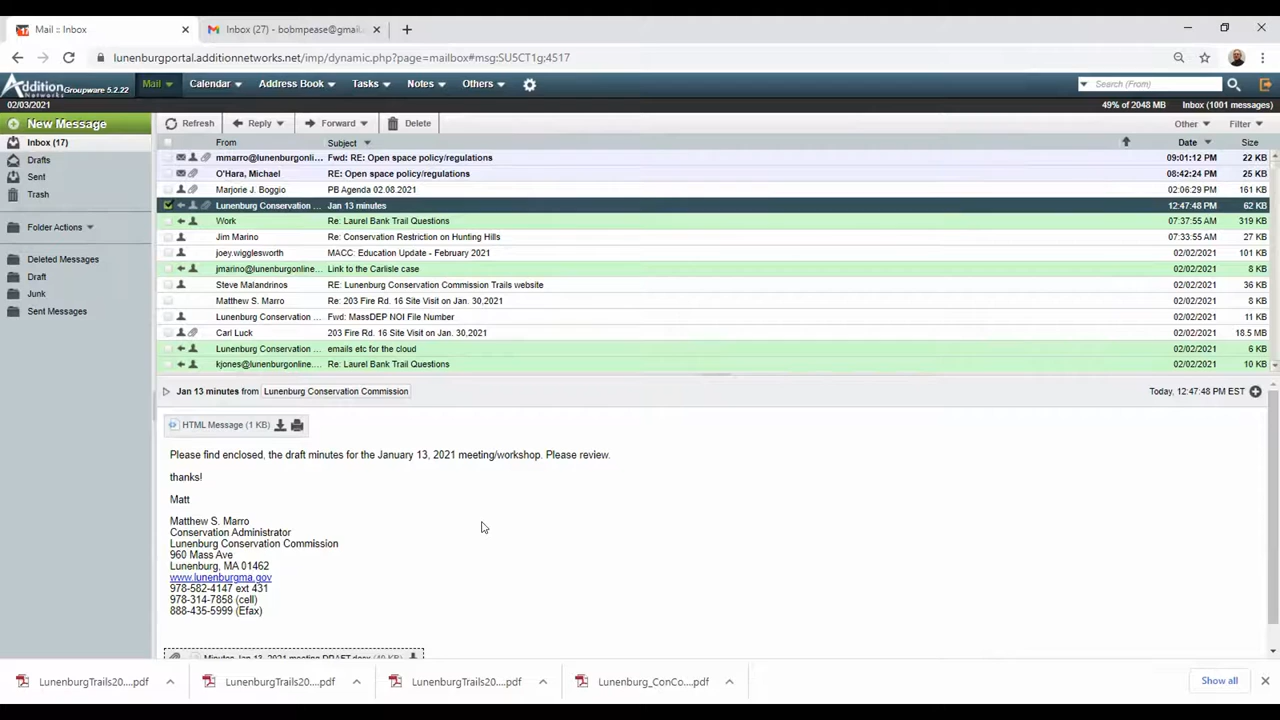 Mail :: Inbox
Inbox (27) - bobmpease@gmail.
lunenburgportal.additionnetworks.net/imp/dynamic.php?page=mailbox#msg:SU5CT1g;4517
Addition Networks Groupware 5.2.22 Mail Calendar Address Book Tasks Notes Others Search (From)
02/03/2021 49% of 2048 MB Inbox (1001 messages)
New Message Refresh Reply Forward Delete Other Filter
Inbox (17)
Drafts
Sent
Trash
Folder Actions
Deleted Messages
Draft
Junk
Sent Messages
From Subject Date Size
mmarro@lunenburgonli... Fwd: RE: Open space policy/regulations 09:01:12 PM 22 KB
O'Hara, Michael RE: Open space policy/regulations 08:42:24 PM 25 KB
Marjorie J. Boggio PB Agenda 02.08.2021 02:06:29 PM 161 KB
Lunenburg Conservation ... Jan 13 minutes 12:47:48 PM 62 KB
Work Re: Laurel Bank Trail Questions 07:37:55 AM 319 KB
Jim Marino Re: Conservation Restriction on Hunting Hills 07:33:55 AM 27 KB
joey.wigglesworth MACC: Education Update - February 2021 02/02/2021 101 KB
jmarino@lunenburgonline... Link to the Carlisle case 02/02/2021 8 KB
Steve Malandrinos RE: Lunenburg Conservation Commission Trails website 02/02/2021 36 KB
Matthew S. Marro Re: 203 Fire Rd. 16 Site Visit on Jan. 30,2021 02/02/2021 8 KB
Lunenburg Conservation ... Fwd: MassDEP NOI File Number 02/02/2021 11 KB
Carl Luck 203 Fire Rd. 16 Site Visit on Jan. 30,2021 02/02/2021 18.5 MB
Lunenburg Conservation ... emails etc for the cloud 02/02/2021 6 KB
kjones@lunenburgonline.... Re: Laurel Bank Trail Questions 02/02/2021 10 KB
Jan 13 minutes from Lunenburg Conservation Commission Today, 12:47:48 PM EST
HTML Message (1 KB)
Please find enclosed, the draft minutes for the January 13, 2021 meeting/workshop. Please review.
thanks!
Matt
Matthew S. Marro
Conservation Administrator
Lunenburg Conservation Commission
960 Mass Ave
Lunenburg, MA 01462
www.lunenburgma.gov
978-582-4147 ext 431
978-314-7858 (cell)
888-435-5999 (Efax)
Minutes Jan 13, 2021 meeting DRAFT.docx (49 KB)
LunenburgTrails20....pdf LunenburgTrails20....pdf LunenburgTrails20....pdf Lunenburg_ConCo....pdf Show all